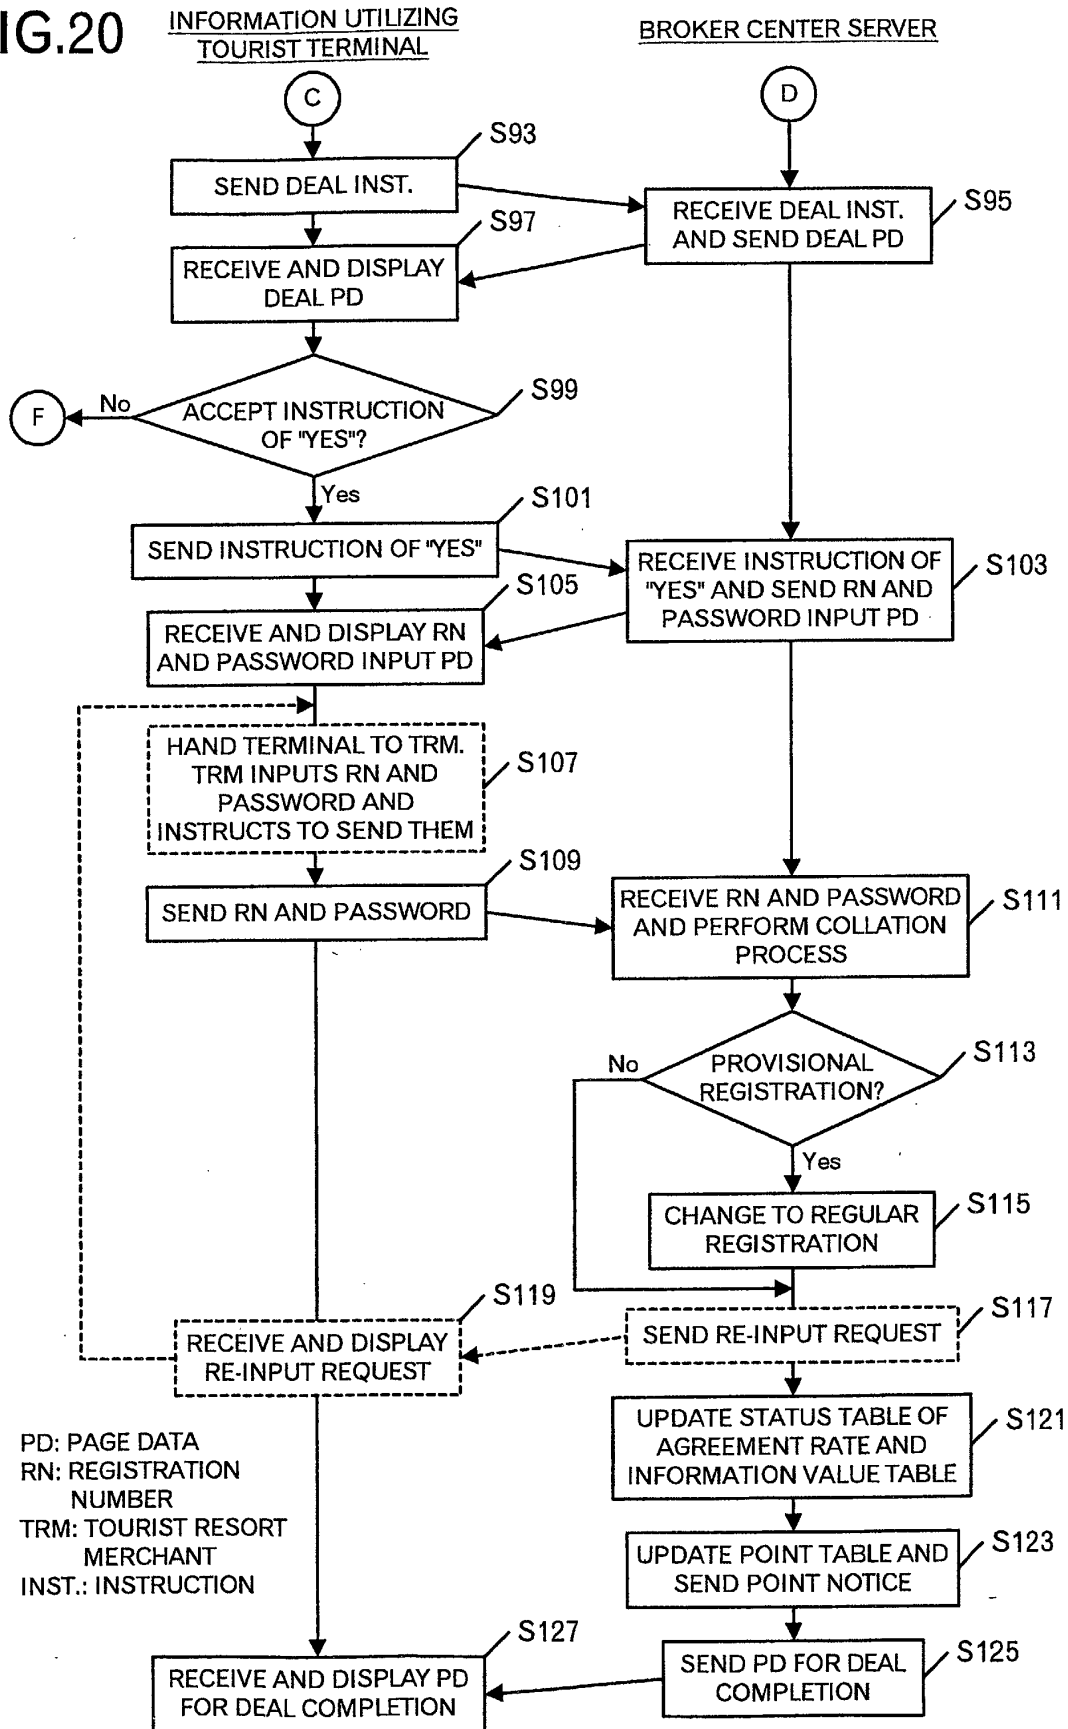 IG.20
INFORMATION UTILIZING
TOURIST TERMINAL
BROKER CENTER SERVER
C
D
S93
SEND DEAL INST.
S95
RECEIVE DEAL INST.
AND SEND DEAL PD
S97
RECEIVE AND DISPLAY
DEAL PD
S99
ACCEPT INSTRUCTION
OF "YES"?
No
F
Yes
S101
SEND INSTRUCTION OF "YES"
S103
RECEIVE INSTRUCTION OF
"YES" AND SEND RN AND
PASSWORD INPUT PD
S105
RECEIVE AND DISPLAY RN
AND PASSWORD INPUT PD
S107
HAND TERMINAL TO TRM.
TRM INPUTS RN AND
PASSWORD AND
INSTRUCTS TO SEND THEM
S109
SEND RN AND PASSWORD
S111
RECEIVE RN AND PASSWORD
AND PERFORM COLLATION
PROCESS
S113
PROVISIONAL
REGISTRATION?
No
Yes
S115
CHANGE TO REGULAR
REGISTRATION
S117
SEND RE-INPUT REQUEST
S119
RECEIVE AND DISPLAY
RE-INPUT REQUEST
S121
UPDATE STATUS TABLE OF
AGREEMENT RATE AND
INFORMATION VALUE TABLE
S123
UPDATE POINT TABLE AND
SEND POINT NOTICE
S125
SEND PD FOR DEAL
COMPLETION
S127
RECEIVE AND DISPLAY PD
FOR DEAL COMPLETION
PD: PAGE DATA
RN: REGISTRATION
NUMBER
TRM: TOURIST RESORT
MERCHANT
INST.: INSTRUCTION